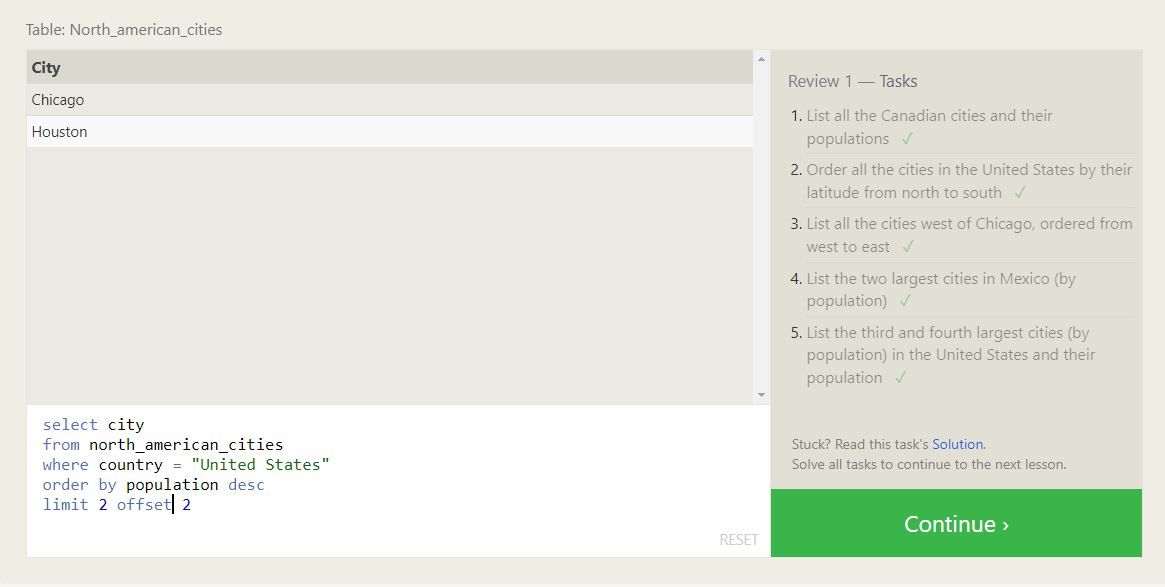 Table: North_american_cities
City
Chicago
Houston
select city
from north_american_cities
where country = "United States"
order by population desc
limit 2 offset 2
RESET
Review 1 — Tasks
1. List all the Canadian cities and their
populations ✓
2. Order all the cities in the United States by their
latitude from north to south ✓
3. List all the cities west of Chicago, ordered from
west to east ✓
4. List the two largest cities in Mexico (by
population) ✓
5. List the third and fourth largest cities (by
population) in the United States and their
population ✓
Stuck? Read this task's Solution.
Solve all tasks to continue to the next lesson.
Continue ›